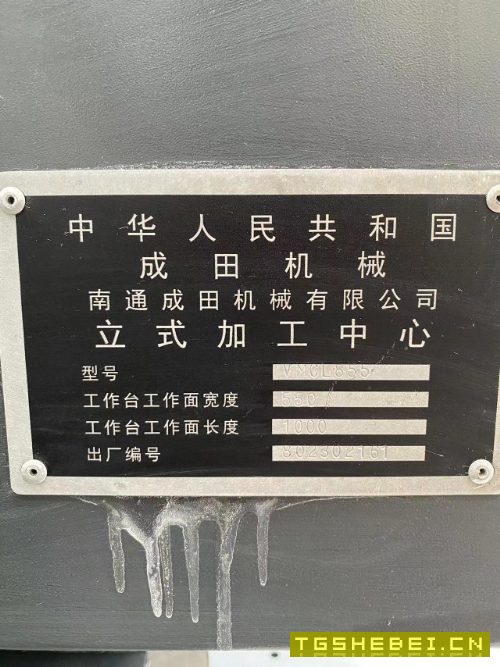 中华人民共和国
成田机械
南通成田机械有限公司
立式加工中心
型号 VMCL855
工作台工作面宽度 550
工作台工作面长度 1000
出厂编号 302302161
TGSHEBEI.CN